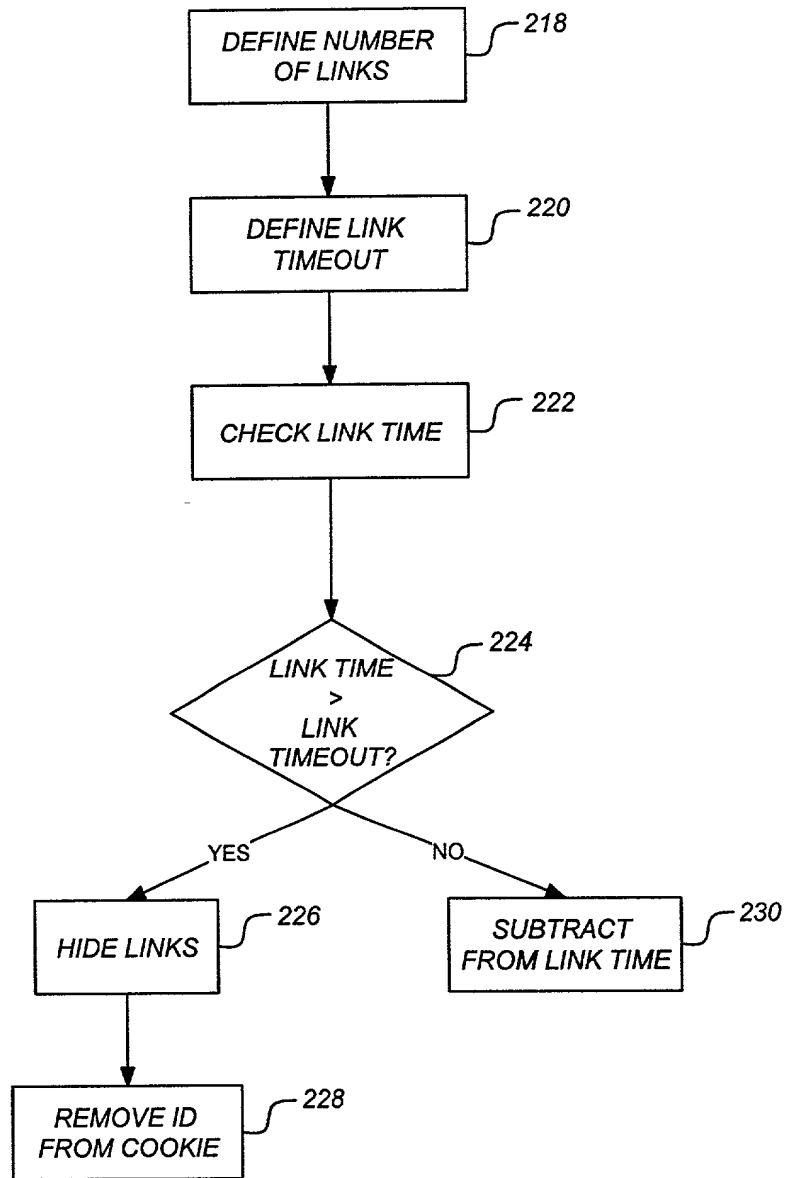 DEFINE NUMBER
OF LINKS
218
DEFINE LINK
TIMEOUT
220
CHECK LINK TIME
222
LINK TIME
>
LINK
TIMEOUT?
224
YES
NO
HIDE LINKS
226
SUBTRACT
FROM LINK TIME
230
REMOVE ID
FROM COOKIE
228